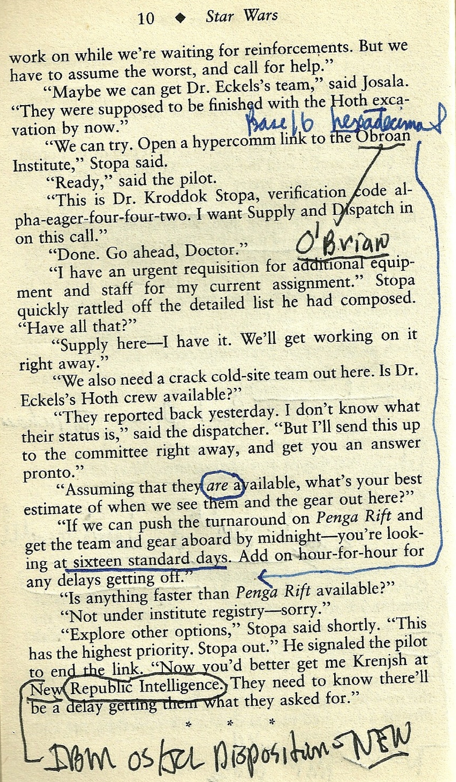 10 ◆ Star Wars
work on while we're waiting for reinforcements. But we
have to assume the worst, and call for help."
"Maybe we can get Dr. Eckels's team," said Josala.
"They were supposed to be finished with the Hoth exca-
vation by now."
Base 16 hexadecimal
"We can try. Open a hypercomm link to the Obroan
Institute," Stopa said.
"Ready," said the pilot.
"This is Dr. Kroddok Stopa, verification code al-
pha-eager-four-four-two. I want Supply and Dispatch in
on this call."
O'Brian
"Done. Go ahead, Doctor."
"I have an urgent requisition for additional equip-
ment and staff for my current assignment." Stopa
quickly rattled off the detailed list he had composed.
"Have all that?"
"Supply here—I have it. We'll get working on it
right away."
"We also need a crack cold-site team out here. Is Dr.
Eckels's Hoth crew available?"
"They reported back yesterday. I don't know what
their status is," said the dispatcher. "But I'll send this up
to the committee right away, and get you an answer
pronto."
"Assuming that they are available, what's your best
estimate of when we see them and the gear out here?"
"If we can push the turnaround on Penga Rift and
get the team and gear aboard by midnight—you're look-
ing at sixteen standard days. Add on hour-for-hour for
any delays getting off."
"Is anything faster than Penga Rift available?"
"Not under institute registry—sorry."
"Explore other options," Stopa said shortly. "This
has the highest priority. Stopa out." He signaled the pilot
to end the link. "Now you'd better get me Krenjsh at
New Republic Intelligence. They need to know there'll
be a delay getting them what they asked for."
* * *
IBM OS/JCL Disposition = NEW